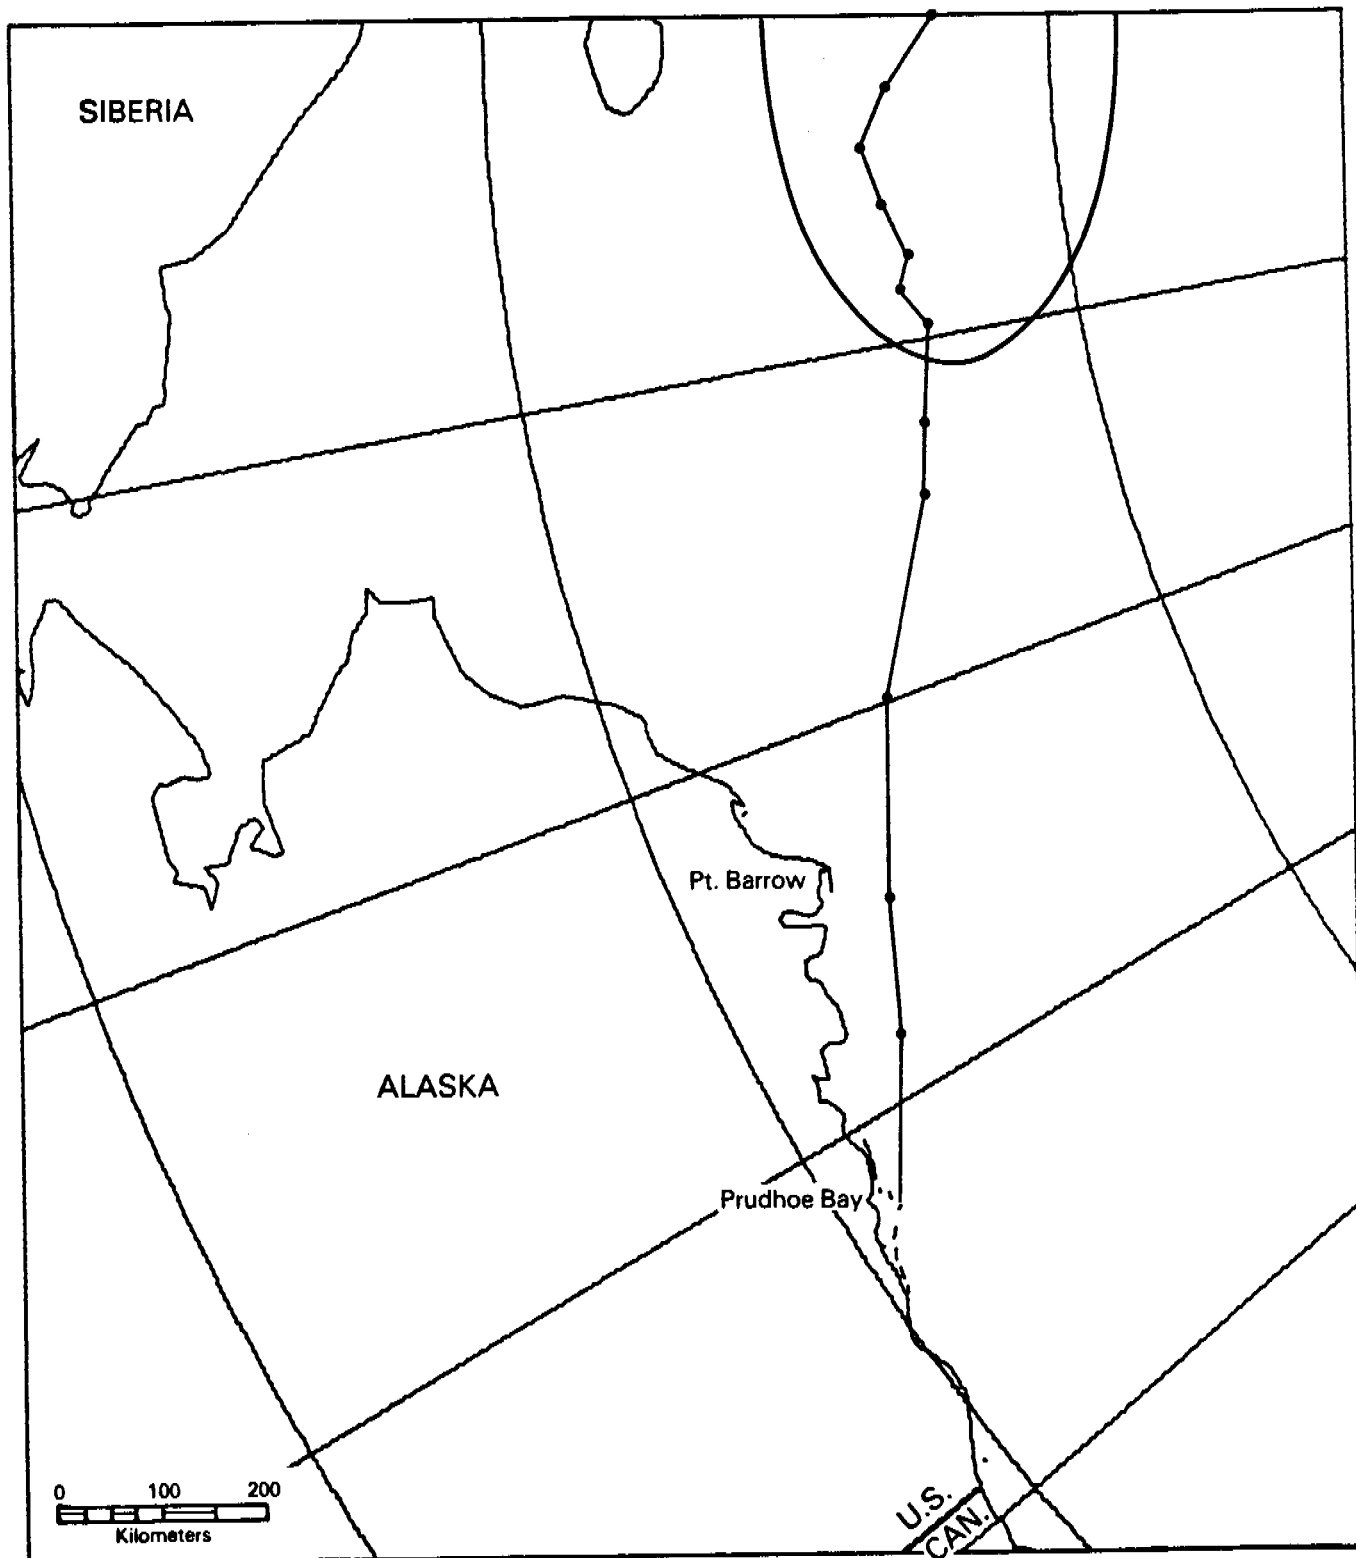 SIBERIA
Pt. Barrow
ALASKA
Prudhoe Bay
0 100 200
Kilometers
U.S.
CAN.